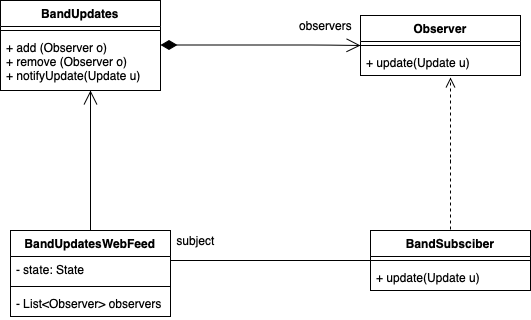 BandUpdates
+ add (Observer o)
+ remove (Observer o)
+ notifyUpdate(Update u)
observers
Observer
+ update(Update u)
BandUpdatesWebFeed
- state: State
- List<Observer> observers
subject
BandSubsciber
+ update(Update u)